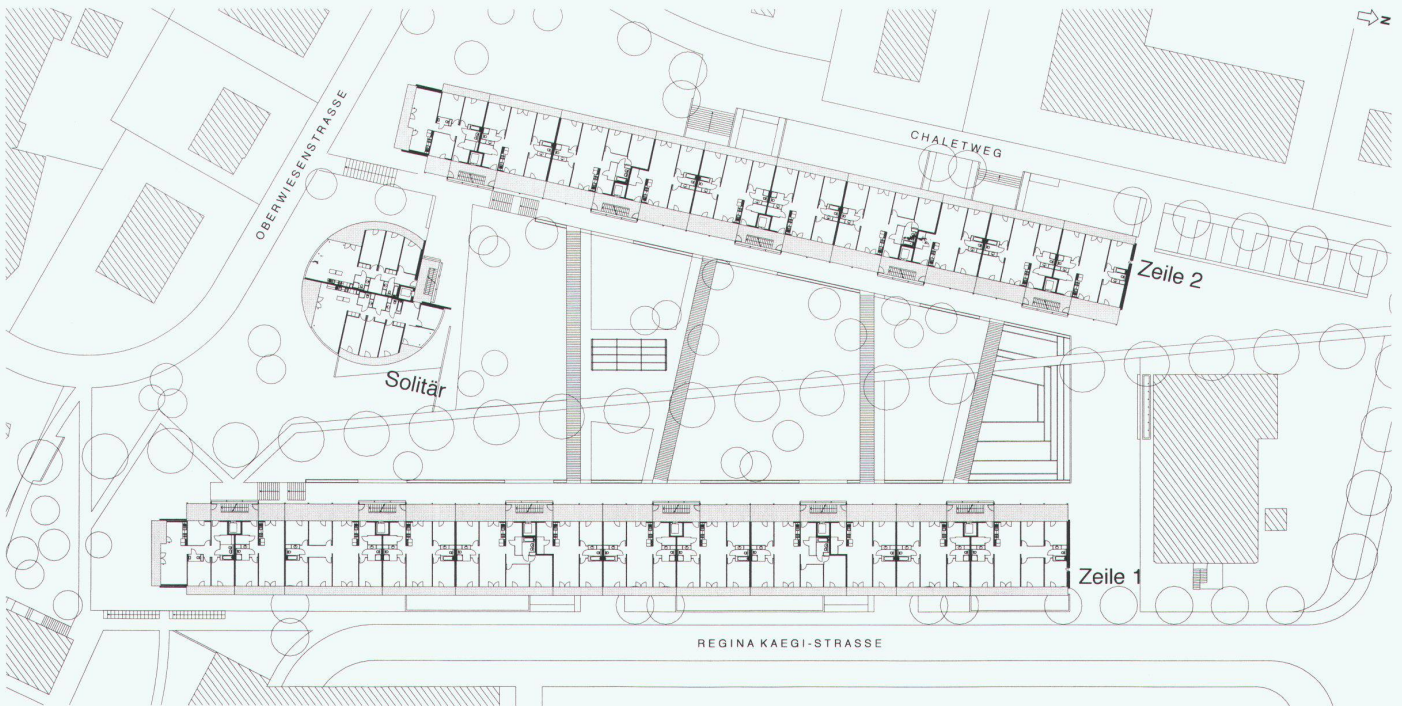 N
OBERWIESENSTRASSE
CHALETWEG
Zeile 2
Solitär
Zeile 1
REGINA KAEGI-STRASSE